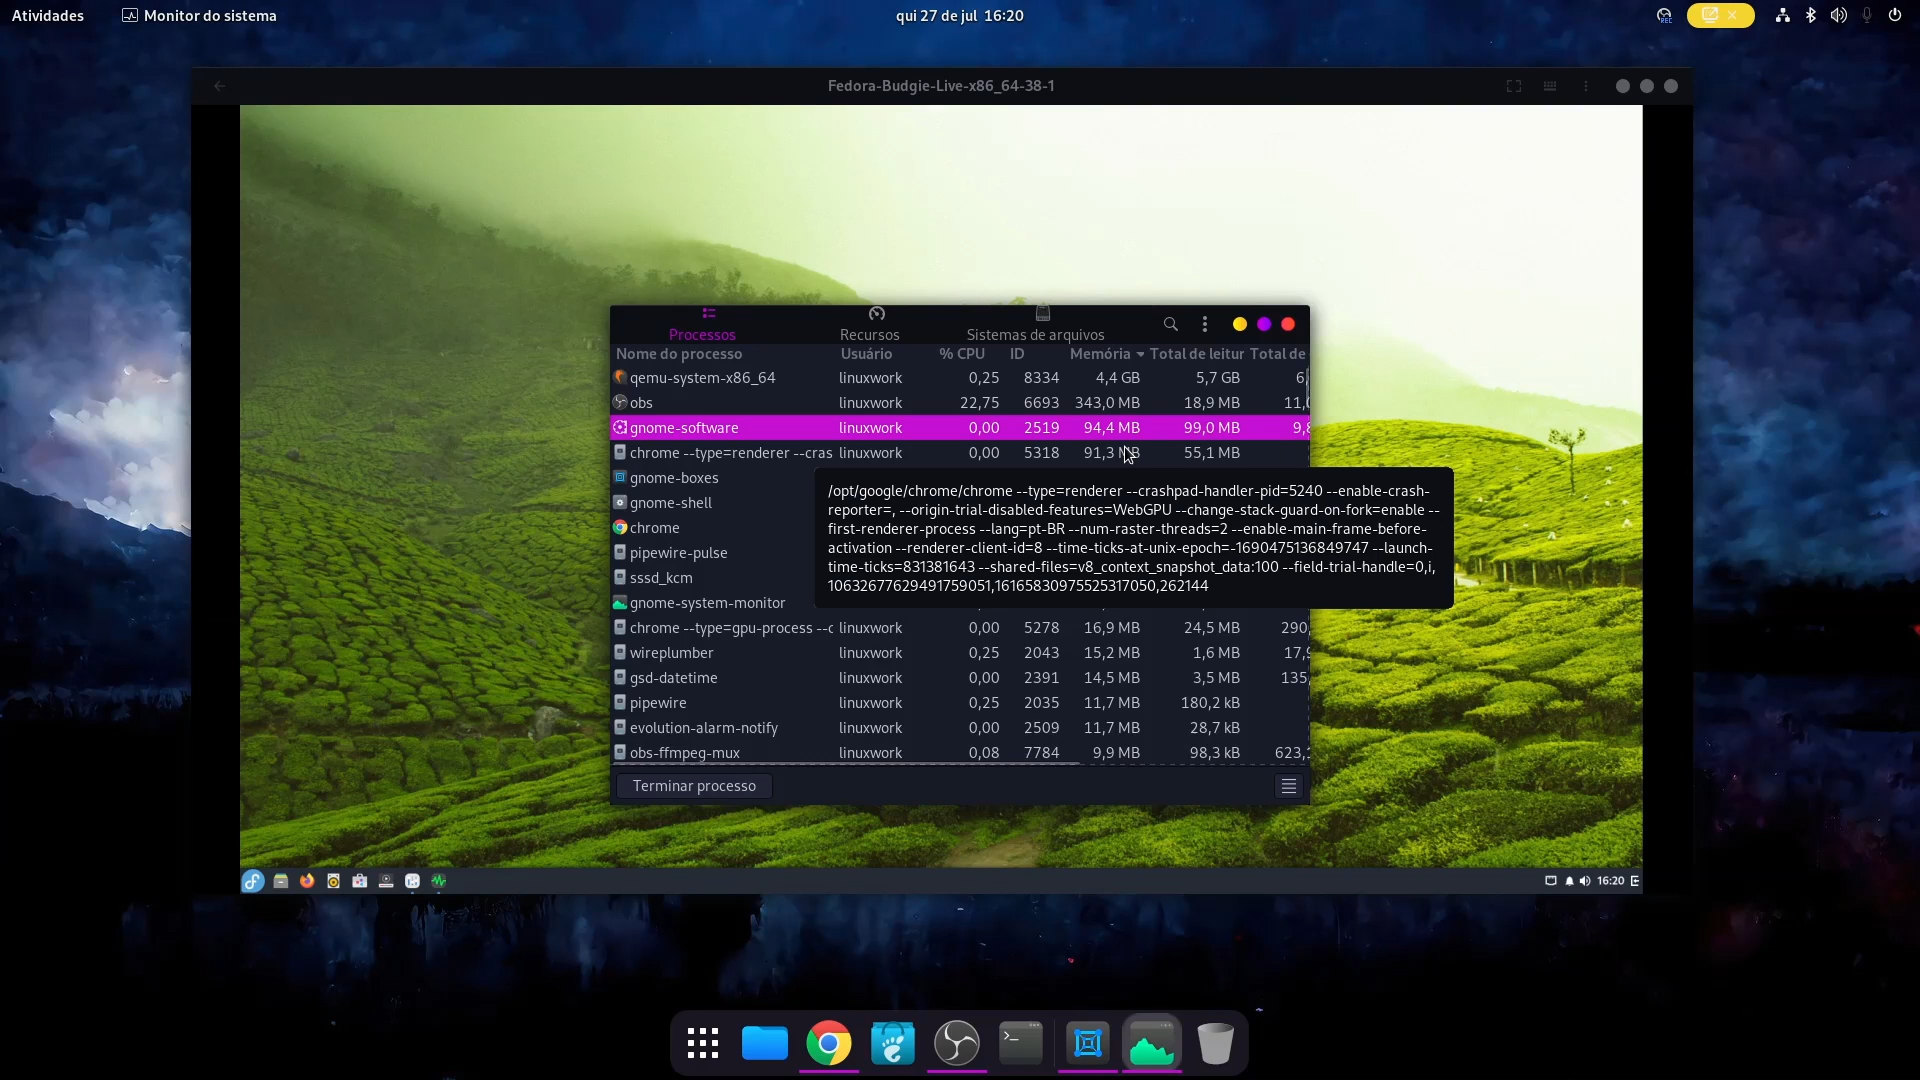 Atividades
Monitor do sistema
qui 27 de jul 16:20
REC
Fedora-Budgie-Live-x86_64-38-1
Processos
Recursos
Sistemas de arquivos
Nome do processo Usuário % CPU ID Memória Total de leitur Total de
qemu-system-x86_64 linuxwork 0,25 8334 4,4 GB 5,7 GB 6,
obs linuxwork 22,75 6693 343,0 MB 18,9 MB 11,0
gnome-software linuxwork 0,00 2519 94,4 MB 99,0 MB 9,8
chrome --type=renderer --cras linuxwork 0,00 5318 91,3 MB 55,1 MB
gnome-boxes
gnome-shell
chrome
pipewire-pulse
sssd_kcm
gnome-system-monitor
/opt/google/chrome/chrome --type=renderer --crashpad-handler-pid=5240 --enable-crash-
reporter=, --origin-trial-disabled-features=WebGPU --change-stack-guard-on-fork=enable --
first-renderer-process --lang=pt-BR --num-raster-threads=2 --enable-main-frame-before-
activation --renderer-client-id=8 --time-ticks-at-unix-epoch=-1690475136849747 --launch-
time-ticks=831381643 --shared-files=v8_context_snapshot_data:100 --field-trial-handle=0,i,
10632677629491759051,16165830975525317050,262144
chrome --type=gpu-process --c linuxwork 0,00 5278 16,9 MB 24,5 MB 290,
wireplumber linuxwork 0,25 2043 15,2 MB 1,6 MB 17,9
gsd-datetime linuxwork 0,00 2391 14,5 MB 3,5 MB 135,
pipewire linuxwork 0,25 2035 11,7 MB 180,2 kB
evolution-alarm-notify linuxwork 0,00 2509 11,7 MB 28,7 kB
obs-ffmpeg-mux linuxwork 0,08 7784 9,9 MB 98,3 kB 623,
Terminar processo
16:20